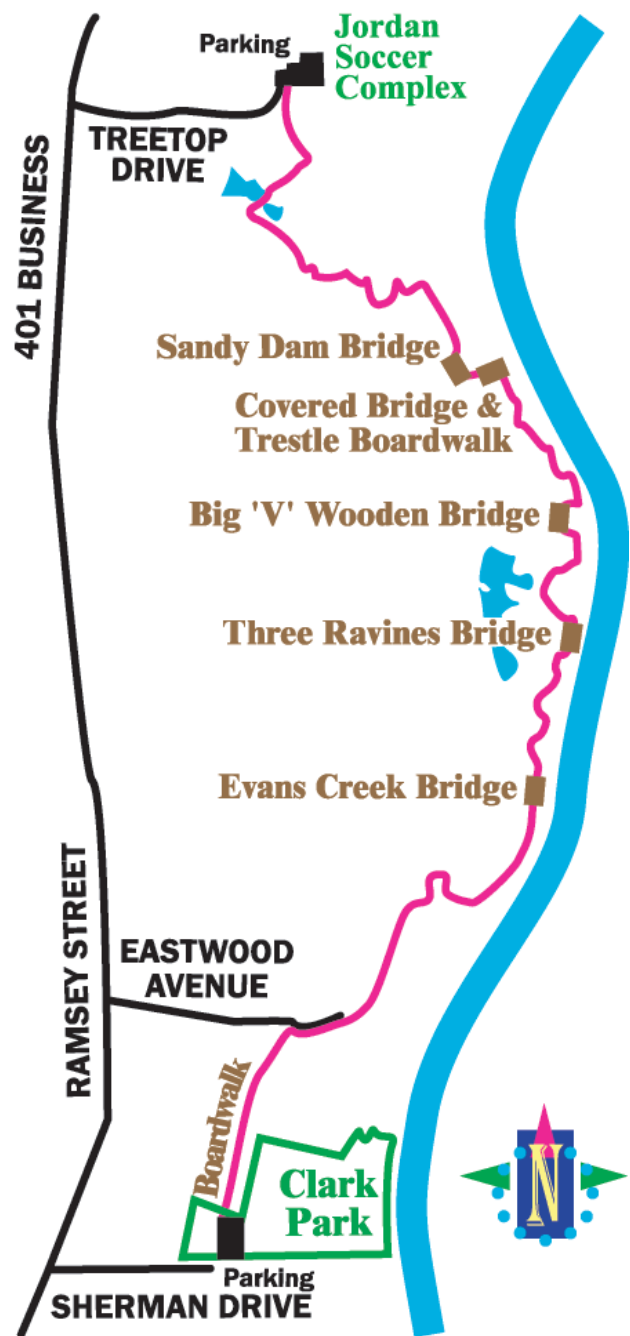 Parking
Jordan
Soccer
Complex
TREETOP
DRIVE
401 BUSINESS
Sandy Dam Bridge
Covered Bridge &
Trestle Boardwalk
Big 'V' Wooden Bridge
Three Ravines Bridge
Evans Creek Bridge
RAMSEY STREET
EASTWOOD
AVENUE
Boardwalk
Clark
Park
N
Parking
SHERMAN DRIVE